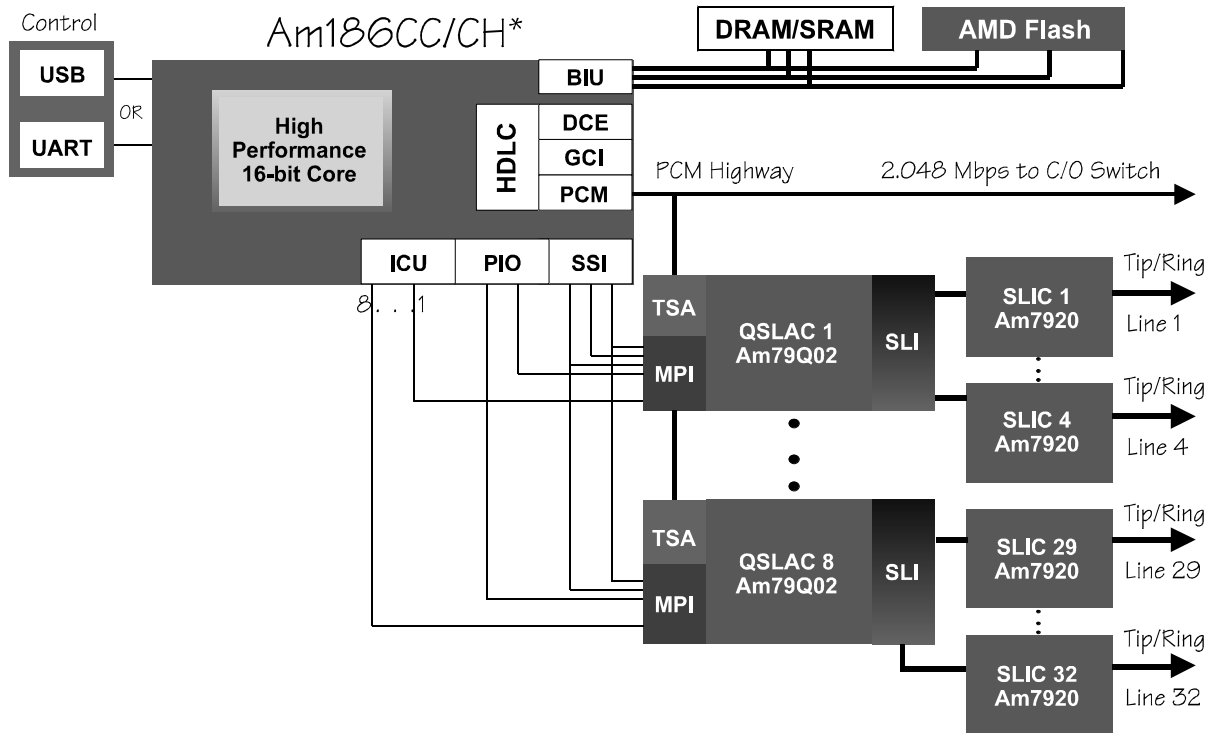 Control
Am186CC/CH*
DRAM/SRAM
AMD Flash
USB
OR
UART
High
Performance
16-bit Core
BIU
HDLC
DCE
GCI
PCM
PCM Highway
2.048 Mbps to C/O Switch
ICU
PIO
SSI
8. . .1
TSA
MPI
QSLAC 1
Am79Q02
SLI
SLIC 1
Am7920
Tip/Ring
Line 1
SLIC 4
Am7920
Tip/Ring
Line 4
TSA
MPI
QSLAC 8
Am79Q02
SLI
SLIC 29
Am7920
Tip/Ring
Line 29
SLIC 32
Am7920
Tip/Ring
Line 32